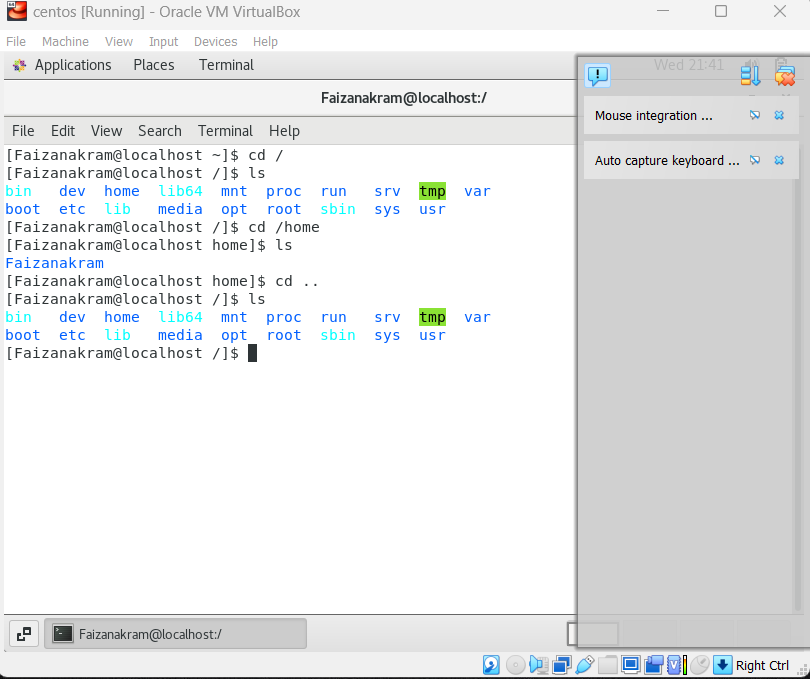 centos [Running] - Oracle VM VirtualBox
File Machine View Input Devices Help
Applications Places Terminal Wed 21:41
Faizanakram@localhost:/
File Edit View Search Terminal Help
[Faizanakram@localhost ~]$ cd /
[Faizanakram@localhost /]$ ls
bin dev home lib64 mnt proc run srv tmp var
boot etc lib media opt root sbin sys usr
[Faizanakram@localhost /]$ cd /home
[Faizanakram@localhost home]$ ls
Faizanakram
[Faizanakram@localhost home]$ cd ..
[Faizanakram@localhost /]$ ls
bin dev home lib64 mnt proc run srv tmp var
boot etc lib media opt root sbin sys usr
[Faizanakram@localhost /]$
Mouse integration ...
Auto capture keyboard ...
Faizanakram@localhost:/
Right Ctrl